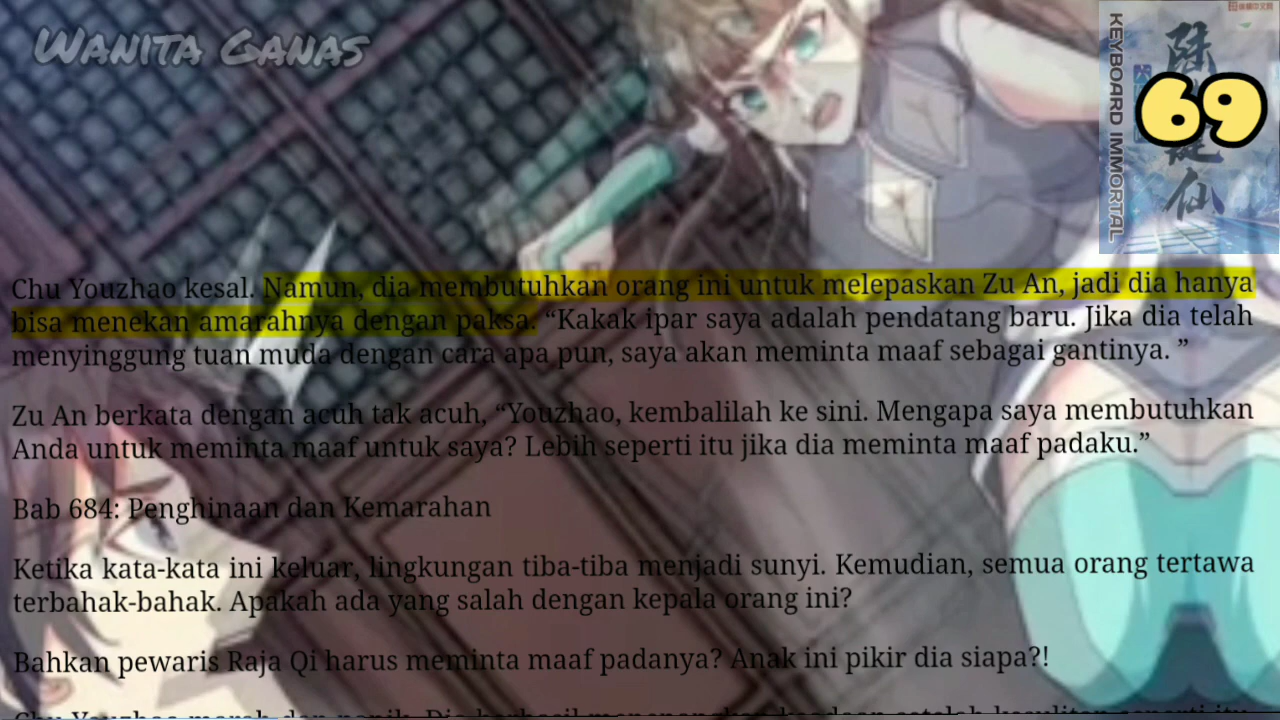 Wanita Ganas
KEYBOARD IMMORTAL
69
Chu Youzhao kesal. Namun, dia membutuhkan orang ini untuk melepaskan Zu An, jadi dia hanya
bisa menekan amarahnya dengan paksa. “Kakak ipar saya adalah pendatang baru. Jika dia telah
menyinggung tuan muda dengan cara apa pun, saya akan meminta maaf sebagai gantinya. ”
Zu An berkata dengan acuh tak acuh, “Youzhao, kembalilah ke sini. Mengapa saya membutuhkan
Anda untuk meminta maaf untuk saya? Lebih seperti itu jika dia meminta maaf padaku.”
Bab 684: Penghinaan dan Kemarahan
Ketika kata-kata ini keluar, lingkungan tiba-tiba menjadi sunyi. Kemudian, semua orang tertawa
terbahak-bahak. Apakah ada yang salah dengan kepala orang ini?
Bahkan pewaris Raja Qi harus meminta maaf padanya? Anak ini pikir dia siapa?!